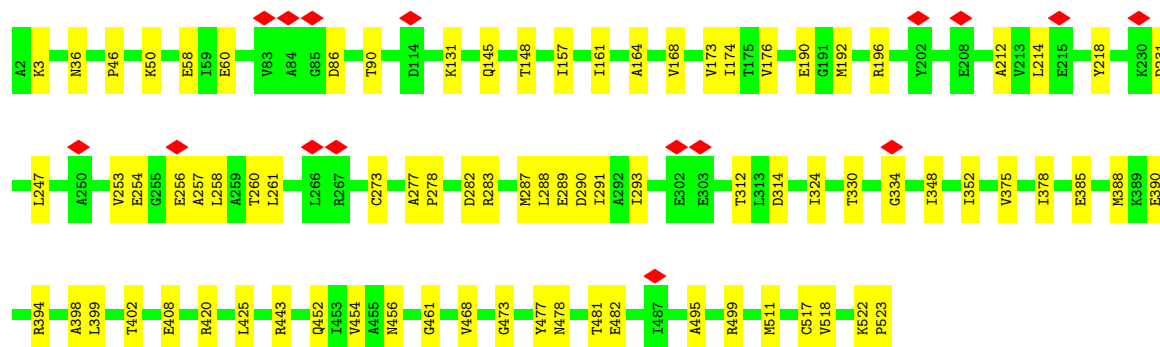 A2 K3 N36 P46 K50 E58 I59 E60 V83 A84 G85 D86 T90 D114 K131 Q145 T148 I157 I161 A164 V168 V173 I174 T175 V176 E190 G191 M192 R196 Y202 E208 A212 V213 L214 E215 Y218 K230
L247 A250 V253 E254 G255 E256 A257 L258 A259 T260 L261 L266 R267 C273 A277 P278 D282 R283 M287 L288 E289 D290 I291 A292 I293 E302 E303 T312 L313 D314 I324 T330 G334 I348 I352 V375 I378 E385 M388 K389 E390
R394 A398 L399 T402 E408 R420 L425 R443 Q452 I453 V454 A455 N456 G461 V468 G473 Y477 N478 T481 E482 I487 A495 R499 M511 C517 V518 K522 P523